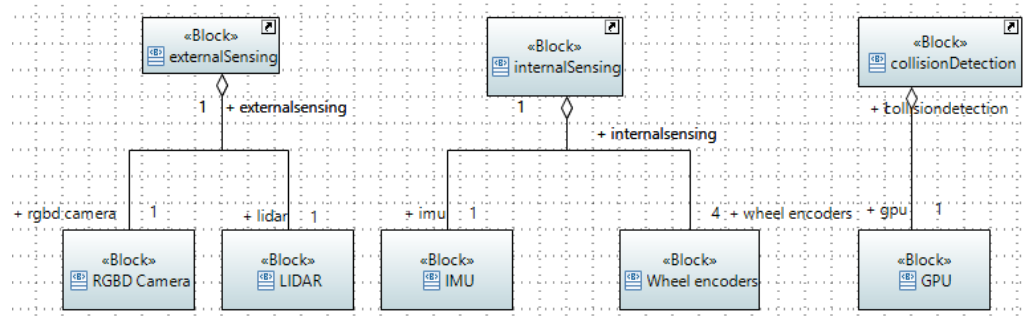 «Block»
externalSensing
«Block»
internalSensing
«Block»
collisionDetection
1
+ externalsensing
1
+ internalsensing
1
+ collisiondetection
+ rgbd camera
1
+ lidar
1
+ imu
1
4
+ wheel encoders
+ gpu
1
«Block»
RGBD Camera
«Block»
LIDAR
«Block»
IMU
«Block»
Wheel encoders
«Block»
GPU